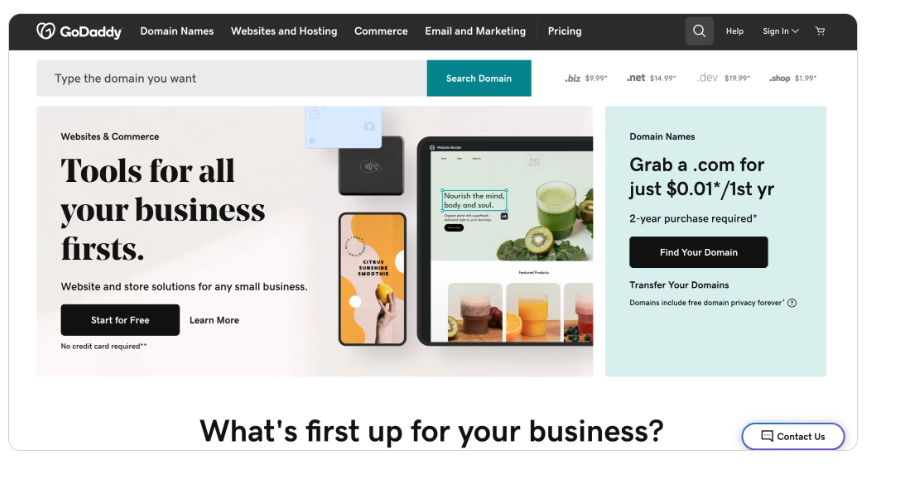 GoDaddy Domain Names Websites and Hosting Commerce Email and Marketing Pricing Help Sign In
Type the domain you want Search Domain .biz $9.99* .net $14.99* .dev $19.99* .shop $1.99*
Websites & Commerce
Tools for all
your business
firsts.
Website and store solutions for any small business.
Start for Free Learn More
No credit card required**
CITRUS
SUNSHINE
SMOOTHIE
Website Builder
Nourish the mind,
body and soul.
Featured Products
Domain Names
Grab a .com for
just $0.01*/1st yr
2-year purchase required*
Find Your Domain
Transfer Your Domains
Domains include free domain privacy forever†
What's first up for your business?
Contact Us